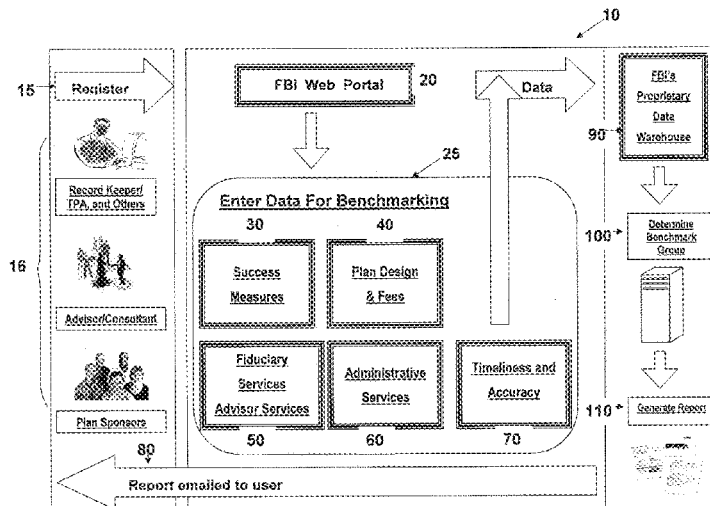 10
15
Register
FBi Web Portal
20
Data
FBi's
Proprietary
Data
Warehouse
90
25
Enter Data For Benchmarking
30
40
Record Keeper/
TPA, and Others
16
Success
Measures
Plan Design
& Fees
100
Determine
Benchmark
Group
Advisor/Consultant
Fiduciary
Services
Advisor Services
Administrative
Services
Timeliness and
Accuracy
Plan Sponsors
50
60
70
110
Generate Report
80
Report emailed to user